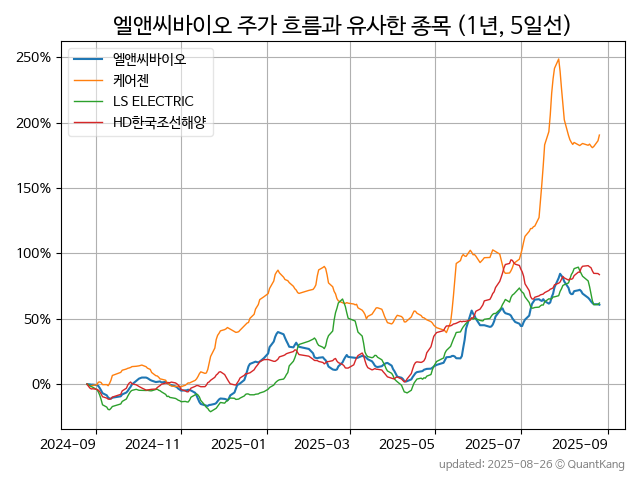 엘앤씨바이오 주가 흐름과 유사한 종목 (1년, 5일선)
250%
200%
150%
100%
50%
0%
엘앤씨바이오
케어젠
LS ELECTRIC
HD한국조선해양
2024-09
2024-11
2025-01
2025-03
2025-05
2025-07
2025-09
updated: 2025-08-26 © QuantKang